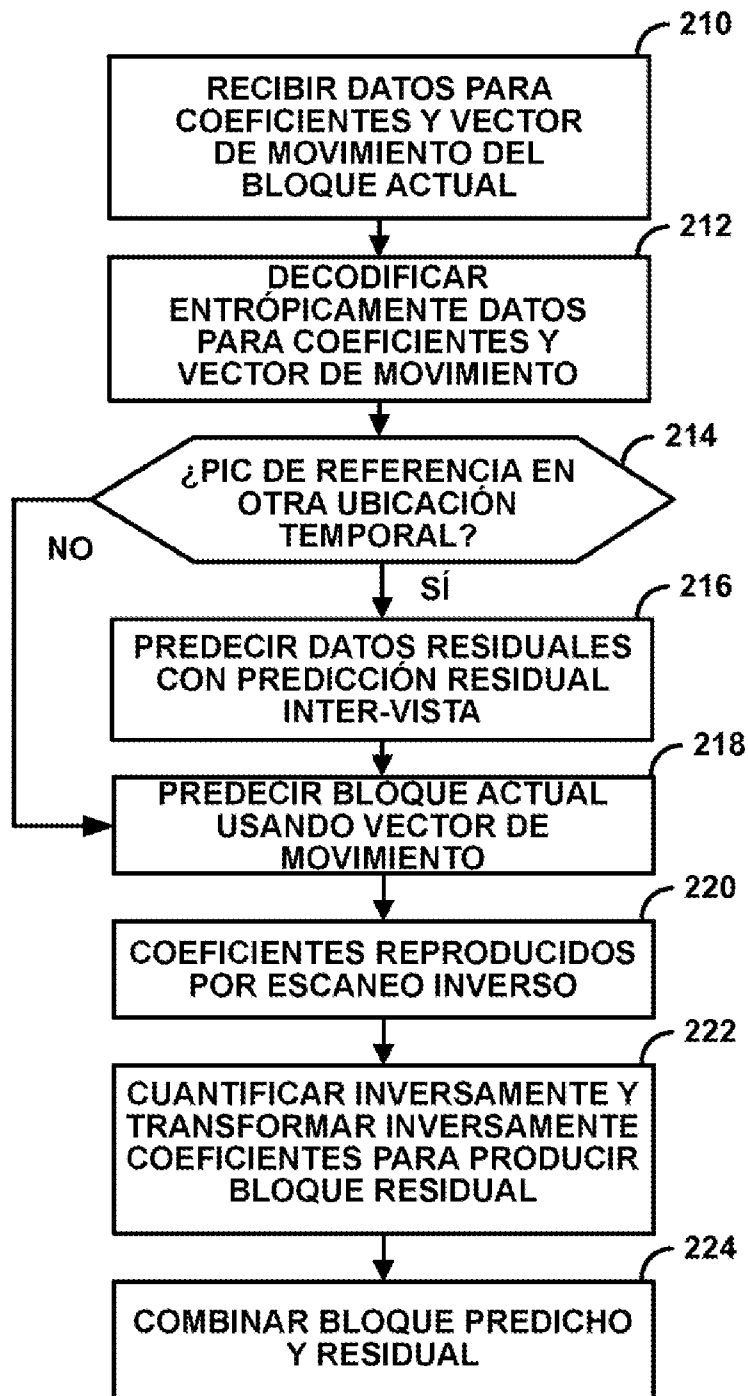 210
RECIBIR DATOS PARA
COEFICIENTES Y VECTOR
DE MOVIMIENTO DEL
BLOQUE ACTUAL
212
DECODIFICAR
ENTRÓPICAMENTE DATOS
PARA COEFICIENTES Y
VECTOR DE MOVIMIENTO
214
¿PIC DE REFERENCIA EN
OTRA UBICACIÓN
TEMPORAL?
NO
SÍ
216
PREDECIR DATOS RESIDUALES
CON PREDICCIÓN RESIDUAL
INTER-VISTA
218
PREDECIR BLOQUE ACTUAL
USANDO VECTOR DE
MOVIMIENTO
220
COEFICIENTES REPRODUCIDOS
POR ESCANEO INVERSO
222
CUANTIFICAR INVERSAMENTE Y
TRANSFORMAR INVERSAMENTE
COEFICIENTES PARA PRODUCIR
BLOQUE RESIDUAL
224
COMBINAR BLOQUE PREDICHO
Y RESIDUAL